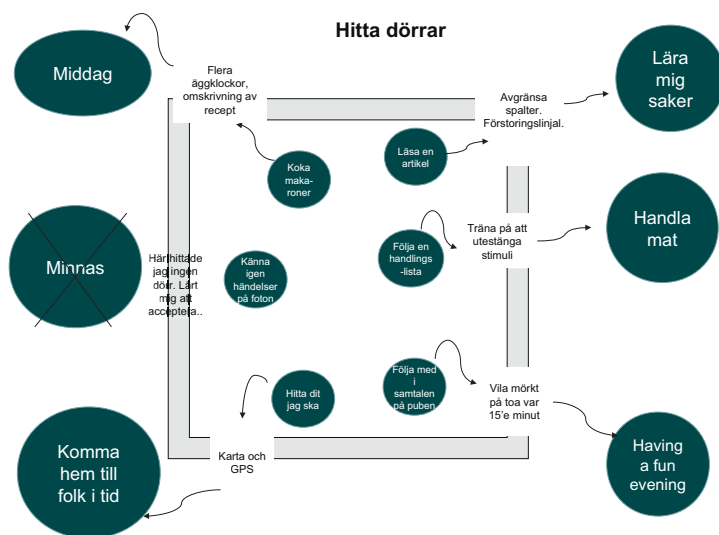 Hitta dörrar
Middag
Flera
äggklockor,
omskrivning av
recept
Avgränsa
spalter.
Förstoringslinjal.
Lära
mig
saker
Koka
maka-
roner
Läsa en
artikel
Minnas
Här hittade
jag ingen
dörr. Lärt
mig att
acceptera..
Känna
igen
händelser
på foton
Följa en
handlings
-lista
Träna på att
utestänga
stimuli
Handla
mat
Hitta dit
jag ska
Följa med
i
samtalen
på puben
Vila mörkt
på toa var
15'e minut
Komma
hem till
folk i tid
Karta och
GPS
Having
a fun
evening